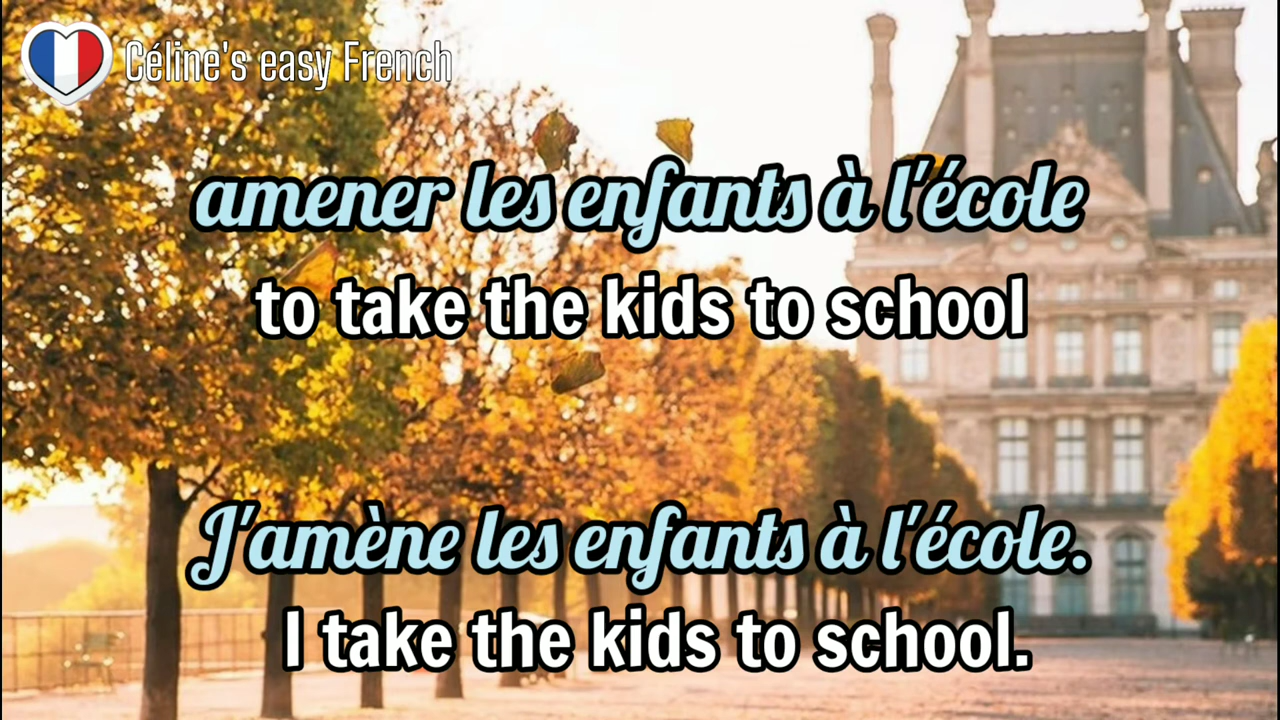 Céline's easy French
amener les enfants à l'école
to take the kids to school
J'amène les enfants à l'école.
I take the kids to school.